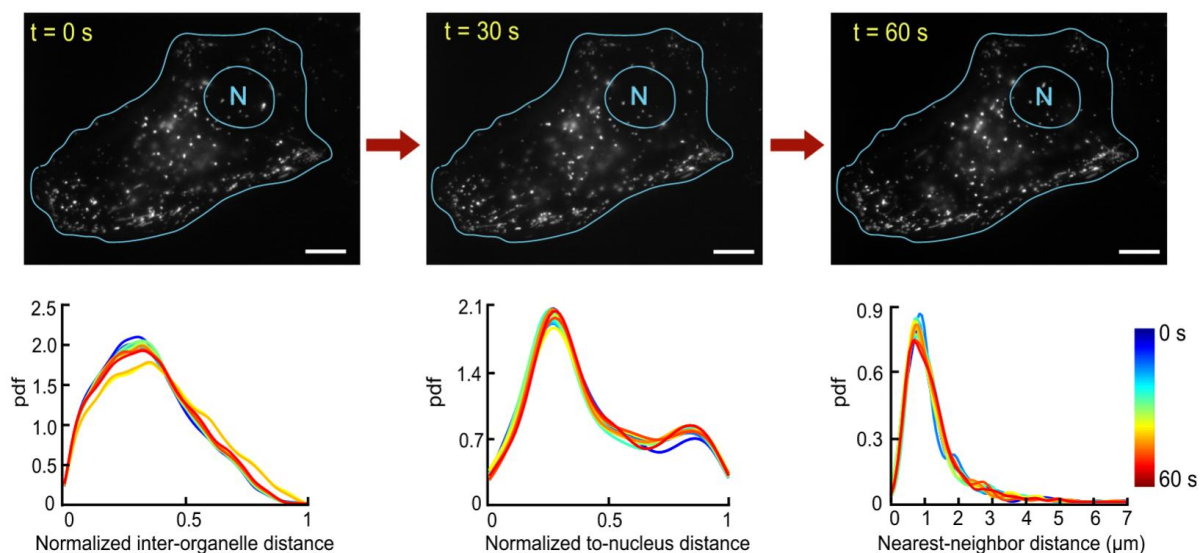 t = 0 s
N
t = 30 s
N
t = 60 s
N
2.5
2.0
1.5
1.0
0.5
0
pdf
0
0.5
1
Normalized inter-organelle distance
2.1
1.4
0.7
0
pdf
0
0.5
1
Normalized to-nucleus distance
0.9
0.6
0.3
0
pdf
0 1 2 3 4 5 6 7
Nearest-neighbor distance (µm)
0 s
60 s